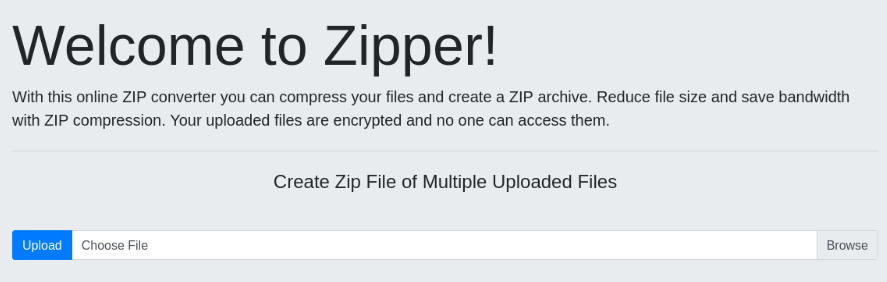 Welcome to Zipper!
With this online ZIP converter you can compress your files and create a ZIP archive. Reduce file size and save bandwidth
with ZIP compression. Your uploaded files are encrypted and no one can access them.
Create Zip File of Multiple Uploaded Files
Upload Choose File Browse